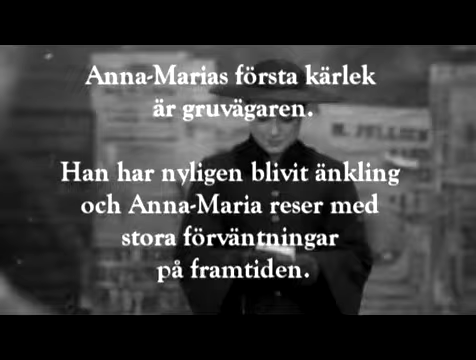 Anna-Marias första kärlek
är gruvägaren.
Han har nyligen blivit änkling
och Anna-Maria reser med
stora förväntningar
på framtiden.